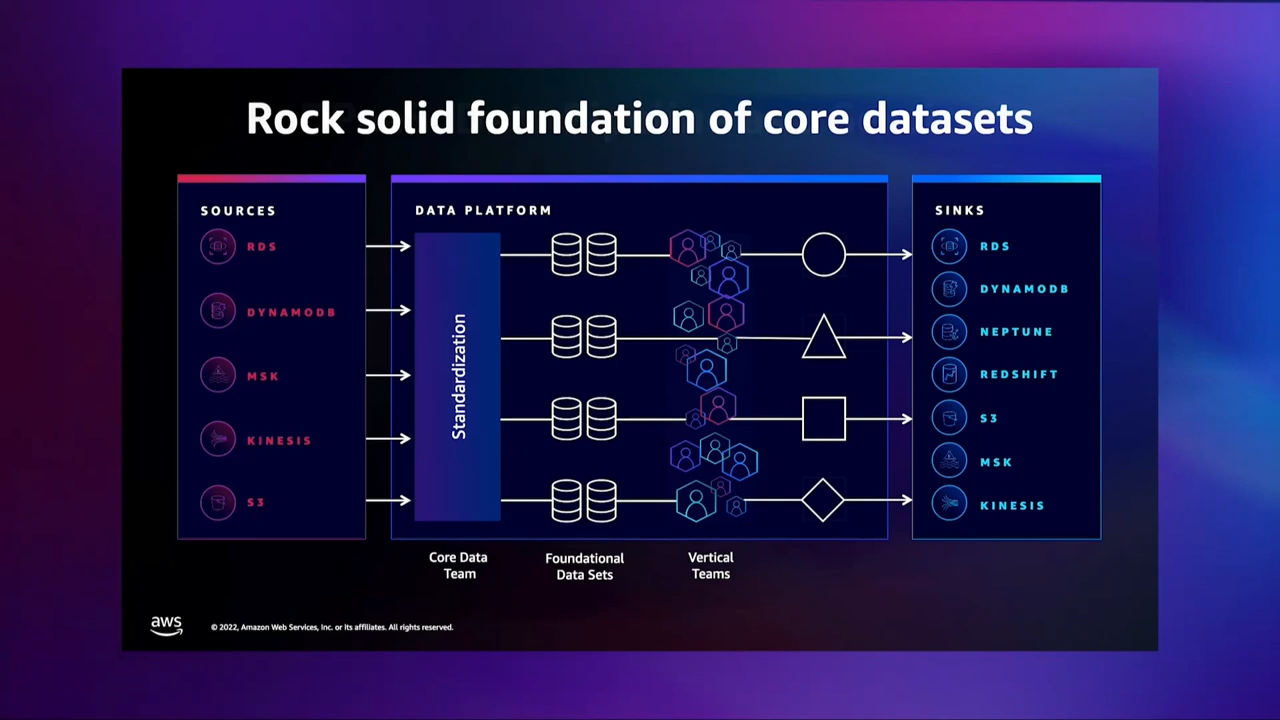 Rock solid foundation of core datasets
SOURCES
RDS
DYNAMODB
MSK
KINESIS
S3
DATA PLATFORM
Standardization
Core Data
Team
Foundational
Data Sets
Vertical
Teams
SINKS
RDS
DYNAMODB
NEPTUNE
REDSHIFT
S3
MSK
KINESIS
aws
© 2022, Amazon Web Services, Inc. or its affiliates. All rights reserved.